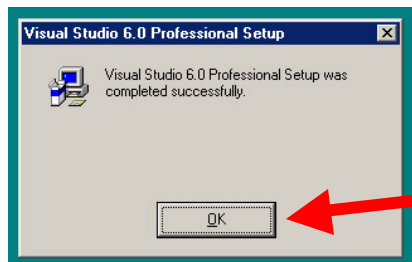 Visual Studio 6.0 Professional Setup
Visual Studio 6.0 Professional Setup was
completed successfully.
OK